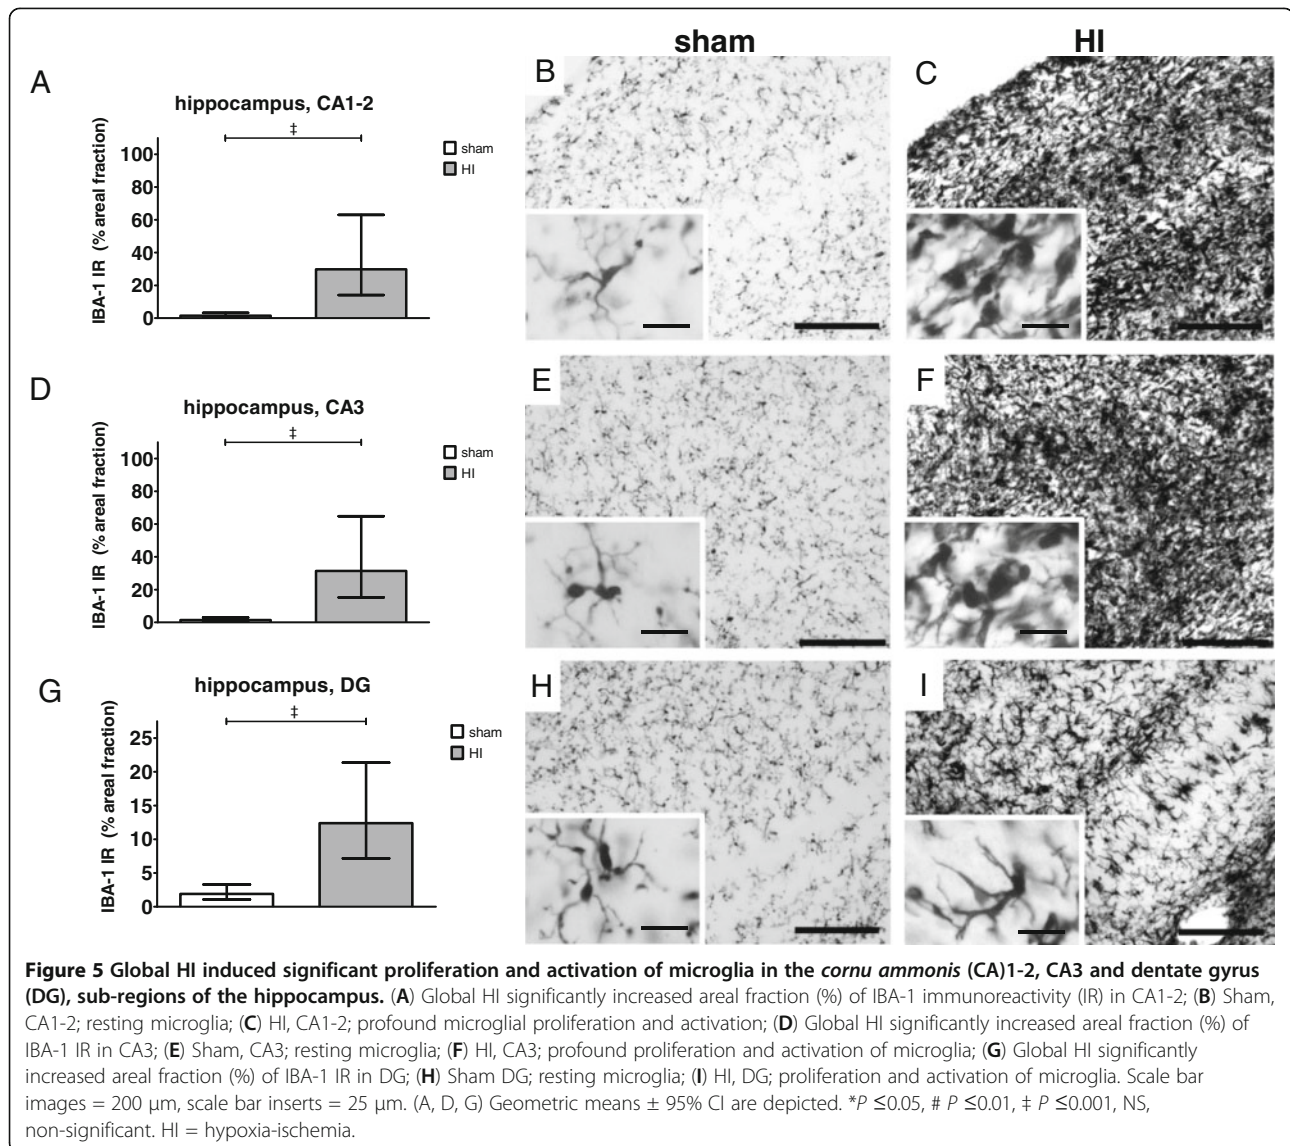 sham HI
A B C
hippocampus, CA1-2
‡
sham
HI
100
80
60
40
20
0
IBA-1 IR (% areal fraction)
D E F
hippocampus, CA3
‡
sham
HI
100
80
60
40
20
0
IBA-1 IR (% areal fraction)
G H I
hippocampus, DG
‡
sham
HI
25
20
15
10
5
0
IBA-1 IR (% areal fraction)
Figure 5 Global HI induced significant proliferation and activation of microglia in the cornu ammonis (CA)1-2, CA3 and dentate gyrus
(DG), sub-regions of the hippocampus. (A) Global HI significantly increased areal fraction (%) of IBA-1 immunoreactivity (IR) in CA1-2; (B) Sham,
CA1-2; resting microglia; (C) HI, CA1-2; profound microglial proliferation and activation; (D) Global HI significantly increased areal fraction (%) of
IBA-1 IR in CA3; (E) Sham, CA3; resting microglia; (F) HI, CA3; profound proliferation and activation of microglia; (G) Global HI significantly
increased areal fraction (%) of IBA-1 IR in DG; (H) Sham DG; resting microglia; (I) HI, DG; proliferation and activation of microglia. Scale bar
images = 200 μm, scale bar inserts = 25 μm. (A, D, G) Geometric means ± 95% CI are depicted. *P ≤0.05, # P ≤0.01, ‡ P ≤0.001, NS,
non-significant. HI = hypoxia-ischemia.